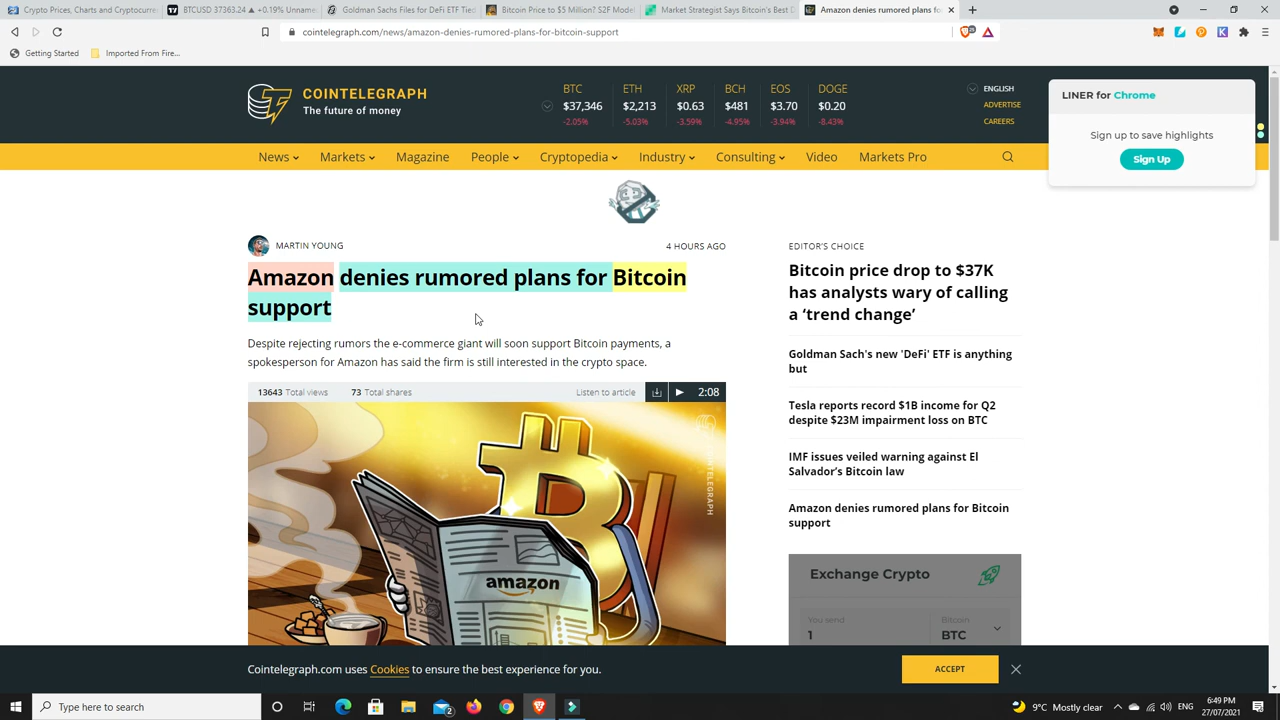 Crypto Prices, Charts and Cryptocurr
BTCUSD 37363.24 ▲ +0.19% Unname
Goldman Sachs Files for DeFi ETF Tied
Bitcoin Price to $5 Million? S2F Model
Market Strategist Says Bitcoin's Best D
Amazon denies rumored plans fo
cointelegraph.com/news/amazon-denies-rumored-plans-for-bitcoin-support
Getting Started
Imported From Fire...
COINTELEGRAPH
The future of money
BTC ETH XRP BCH EOS DOGE
$37,346 $2,213 $0.63 $481 $3.70 $0.20
-2.05% -5.03% -3.59% -4.95% -3.94% -8.43%
ENGLISH
ADVERTISE
CAREERS
LINER for Chrome
Sign up to save highlights
Sign Up
News Markets Magazine People Cryptopedia Industry Consulting Video Markets Pro
MARTIN YOUNG
4 HOURS AGO
Amazon denies rumored plans for Bitcoin
support
Despite rejecting rumors the e-commerce giant will soon support Bitcoin payments, a
spokesperson for Amazon has said the firm is still interested in the crypto space.
13643 Total views
73 Total shares
Listen to article
2:08
COINTELEGRAPH
amazon
EDITOR'S CHOICE
Bitcoin price drop to $37K
has analysts wary of calling
a ‘trend change’
Goldman Sach's new 'DeFi' ETF is anything
but
Tesla reports record $1B income for Q2
despite $23M impairment loss on BTC
IMF issues veiled warning against El
Salvador’s Bitcoin law
Amazon denies rumored plans for Bitcoin
support
Exchange Crypto
You send
1
Bitcoin
BTC
Cointelegraph.com uses Cookies to ensure the best experience for you.
ACCEPT
Type here to search
2
9°C Mostly clear
ENG
6:49 PM
27/07/2021